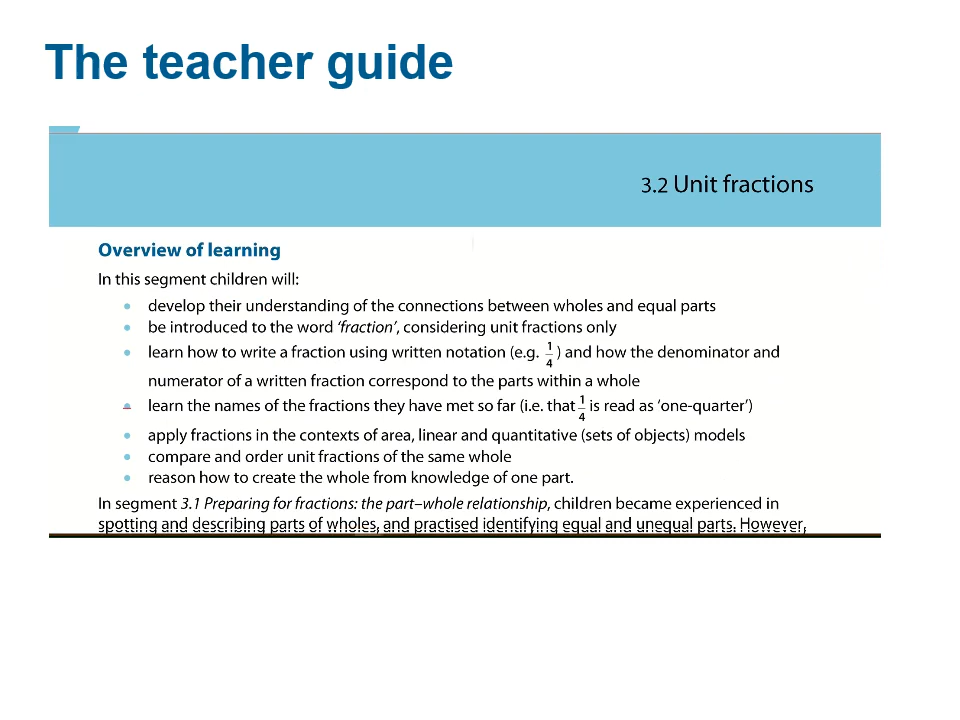 The teacher guide
3.2 Unit fractions
Overview of learning
In this segment children will:
• develop their understanding of the connections between wholes and equal parts
• be introduced to the word ‘fraction’, considering unit fractions only
• learn how to write a fraction using written notation (e.g. 1/4) and how the denominator and
numerator of a written fraction correspond to the parts within a whole
• learn the names of the fractions they have met so far (i.e. that 1/4 is read as ‘one-quarter’)
• apply fractions in the contexts of area, linear and quantitative (sets of objects) models
• compare and order unit fractions of the same whole
• reason how to create the whole from knowledge of one part.
In segment 3.1 Preparing for fractions: the part–whole relationship, children became experienced in
spotting and describing parts of wholes, and practised identifying equal and unequal parts. However,